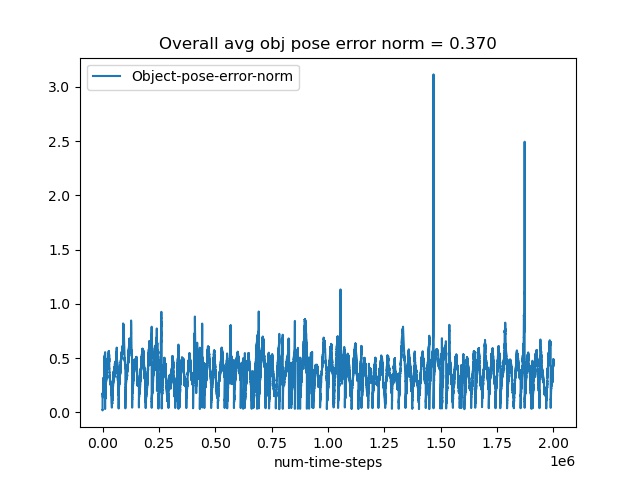 Overall avg obj pose error norm = 0.370
Object-pose-error-norm
3.0
2.5
2.0
1.5
1.0
0.5
0.0
0.00 0.25 0.50 0.75 1.00 1.25 1.50 1.75 2.00
1e6
num-time-steps